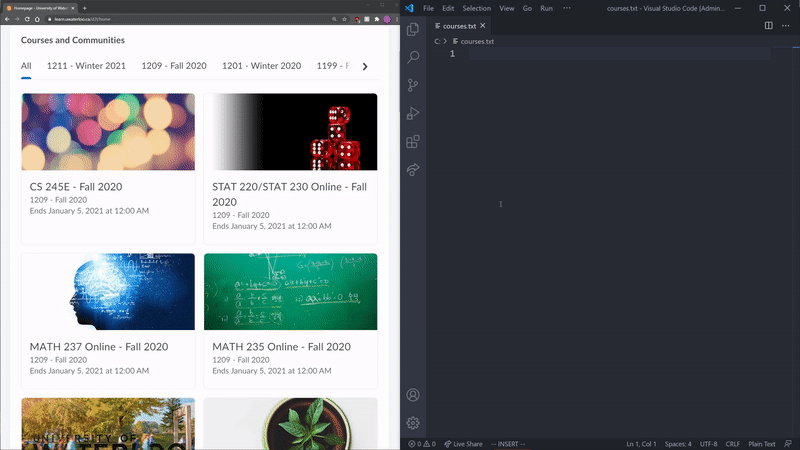 Homepage - University of Water
learn.uwaterloo.ca/d2l/home
Courses and Communities
All
1211 - Winter 2021
1209 - Fall 2020
1201 - Winter 2020
1199 - F
CS 245E - Fall 2020
1209 - Fall 2020
Ends January 5, 2021 at 12:00 AM
STAT 220/STAT 230 Online - Fall
2020
1209 - Fall 2020
Ends January 5, 2021 at 12:00 AM
MATH 237 Online - Fall 2020
1209 - Fall 2020
Ends January 5, 2021 at 12:00 AM
MATH 235 Online - Fall 2020
1209 - Fall 2020
Ends January 5, 2021 at 12:00 AM
UNIVERSITY OF
File Edit Selection View Go Run ··· courses.txt - Visual Studio Code [Admin...
courses.txt
C: > courses.txt
1
0 0 Live Share -- INSERT -- Ln 1, Col 1 Spaces: 4 UTF-8 CRLF Plain Text